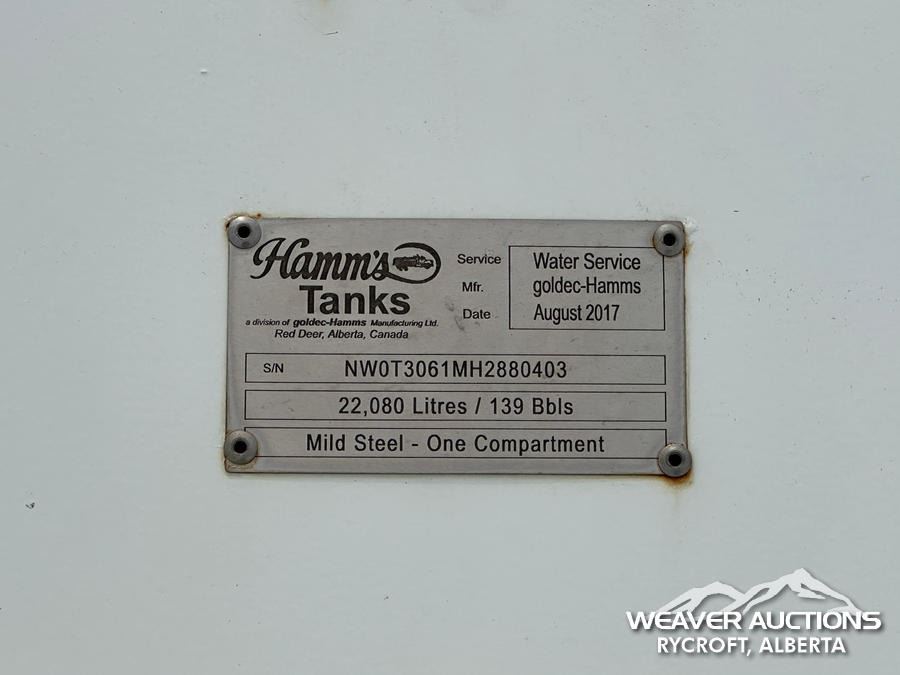 Hamm's
Tanks
a division of goldec-Hamms Manufacturing Ltd.
Red Deer, Alberta, Canada
Service Water Service
Mfr. goldec-Hamms
Date August 2017
S/N NW0T3061MH2880403
22,080 Litres / 139 Bbls
Mild Steel - One Compartment
WEAVER AUCTIONS
RYCROFT, ALBERTA